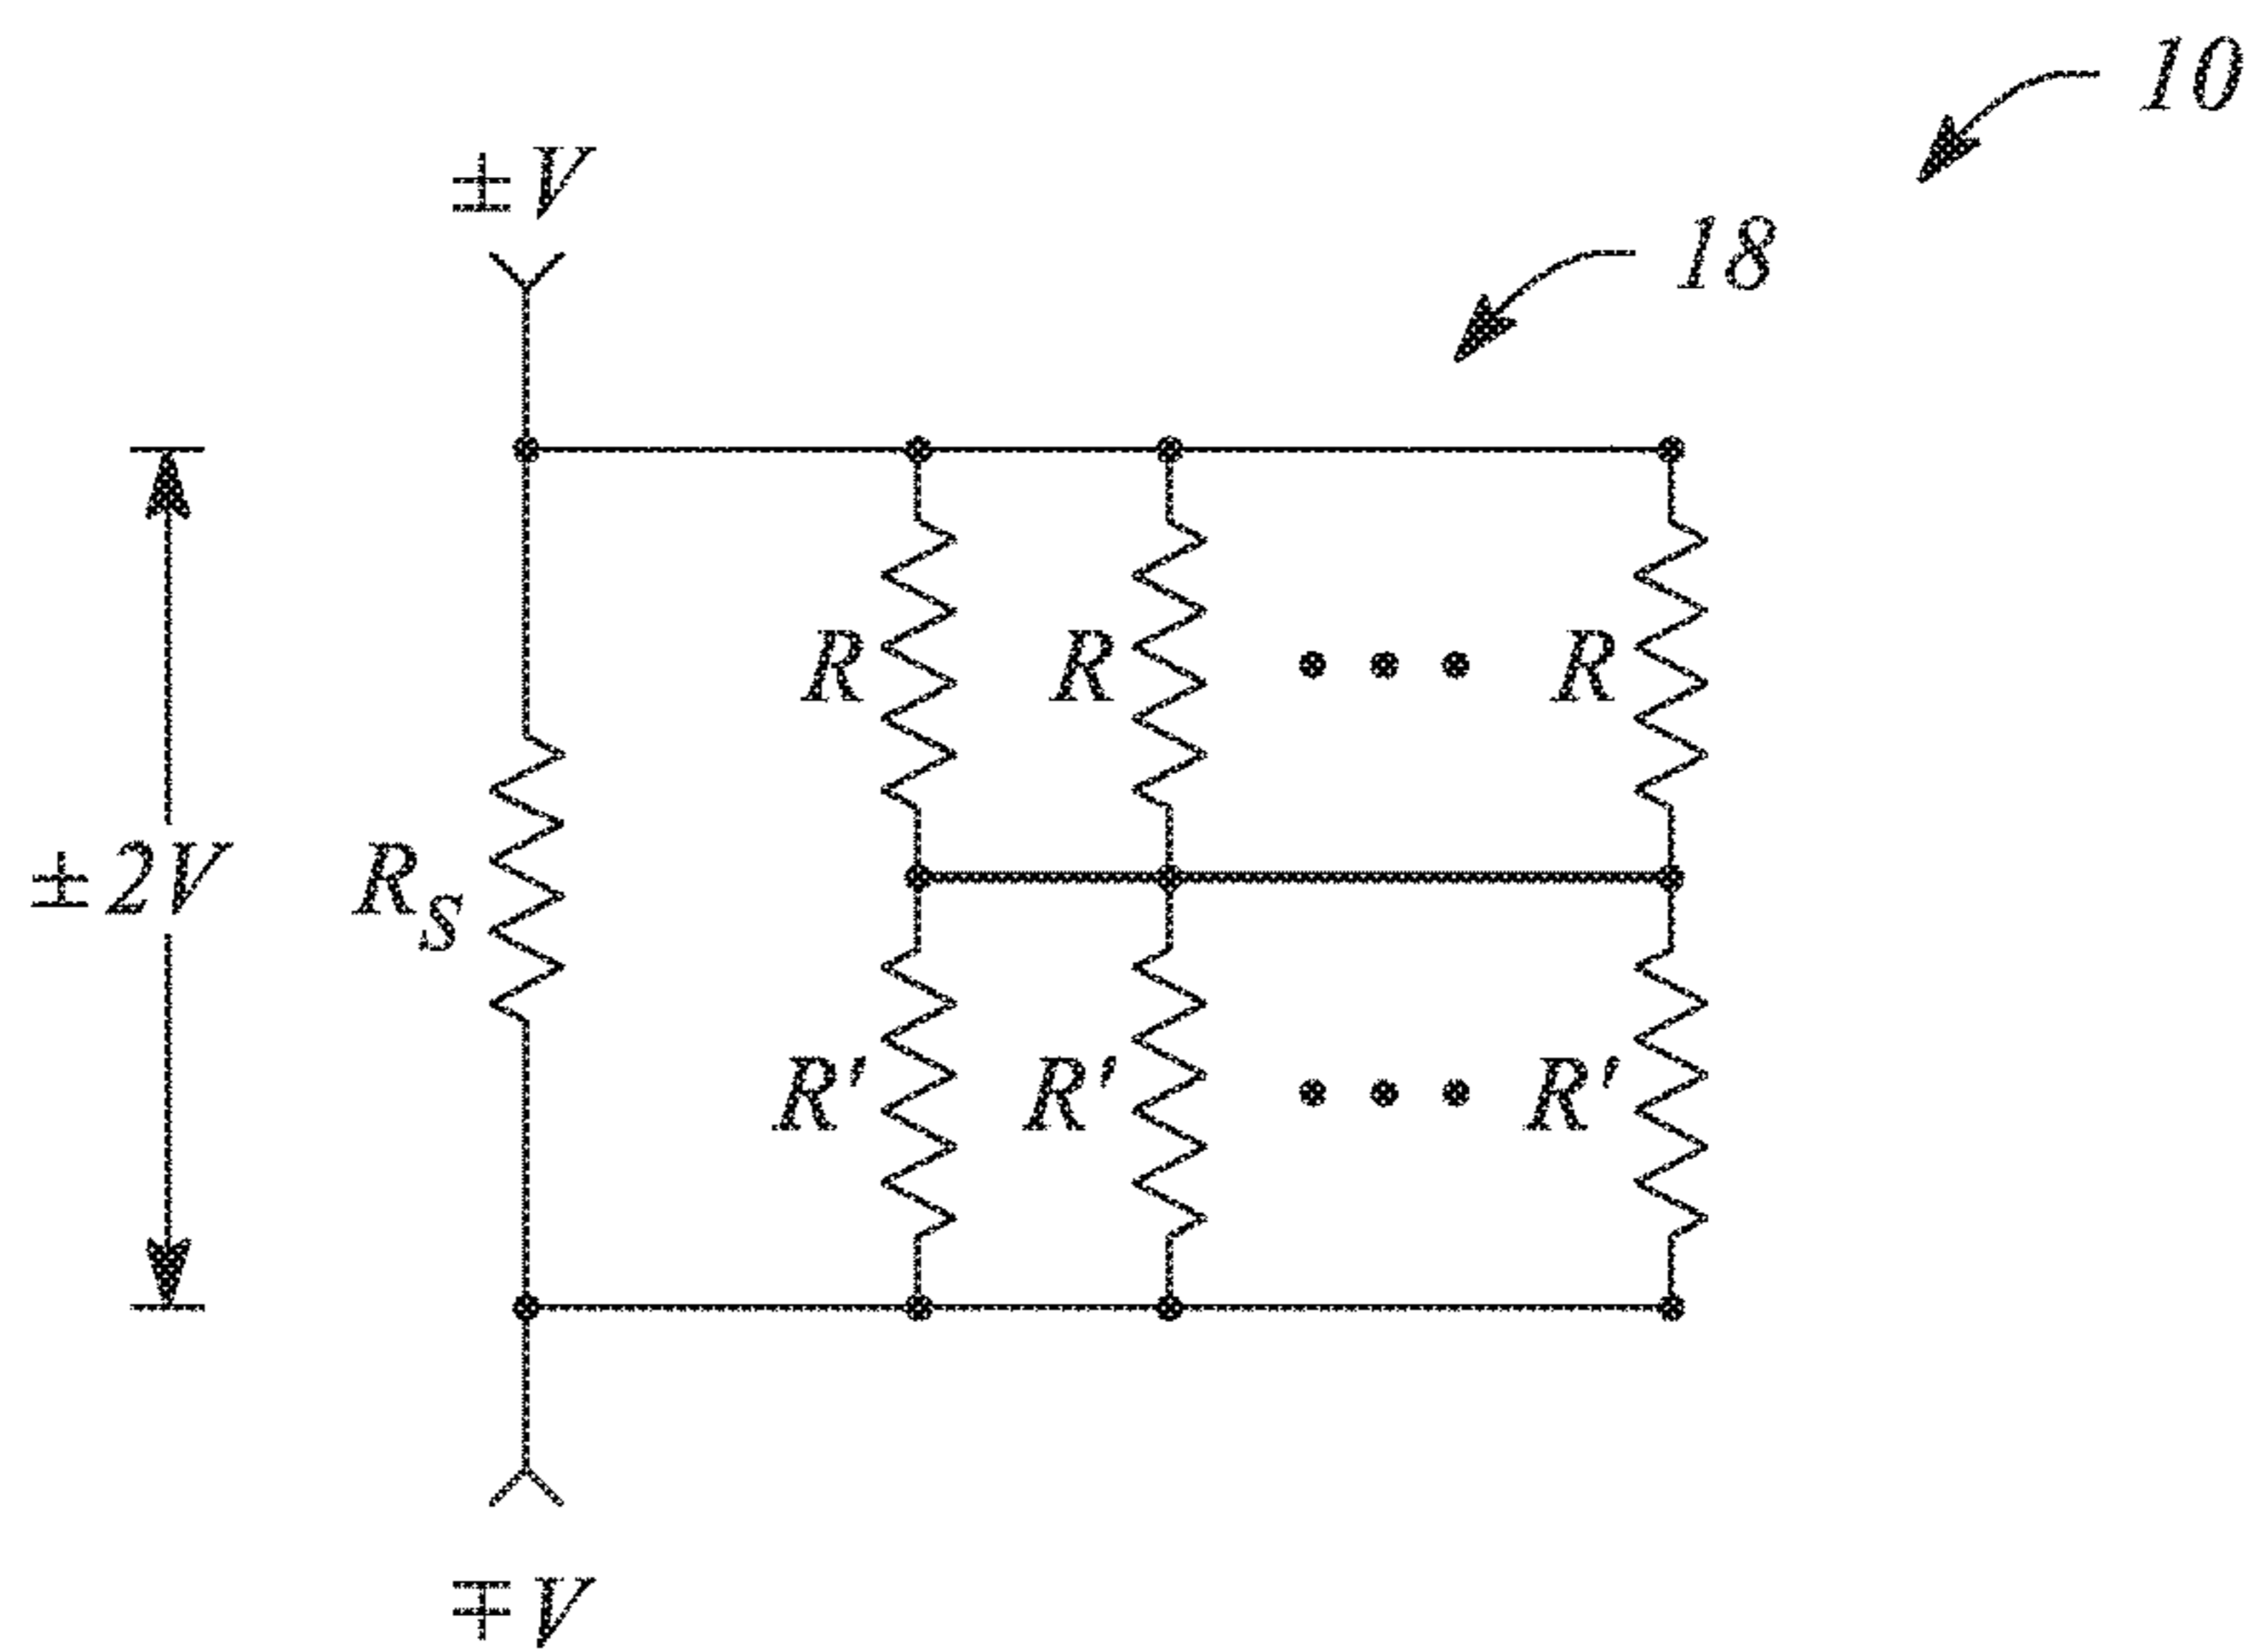 10
±V
18
R R • • • R
±2V R_S
R' R' • • • R'
∓V